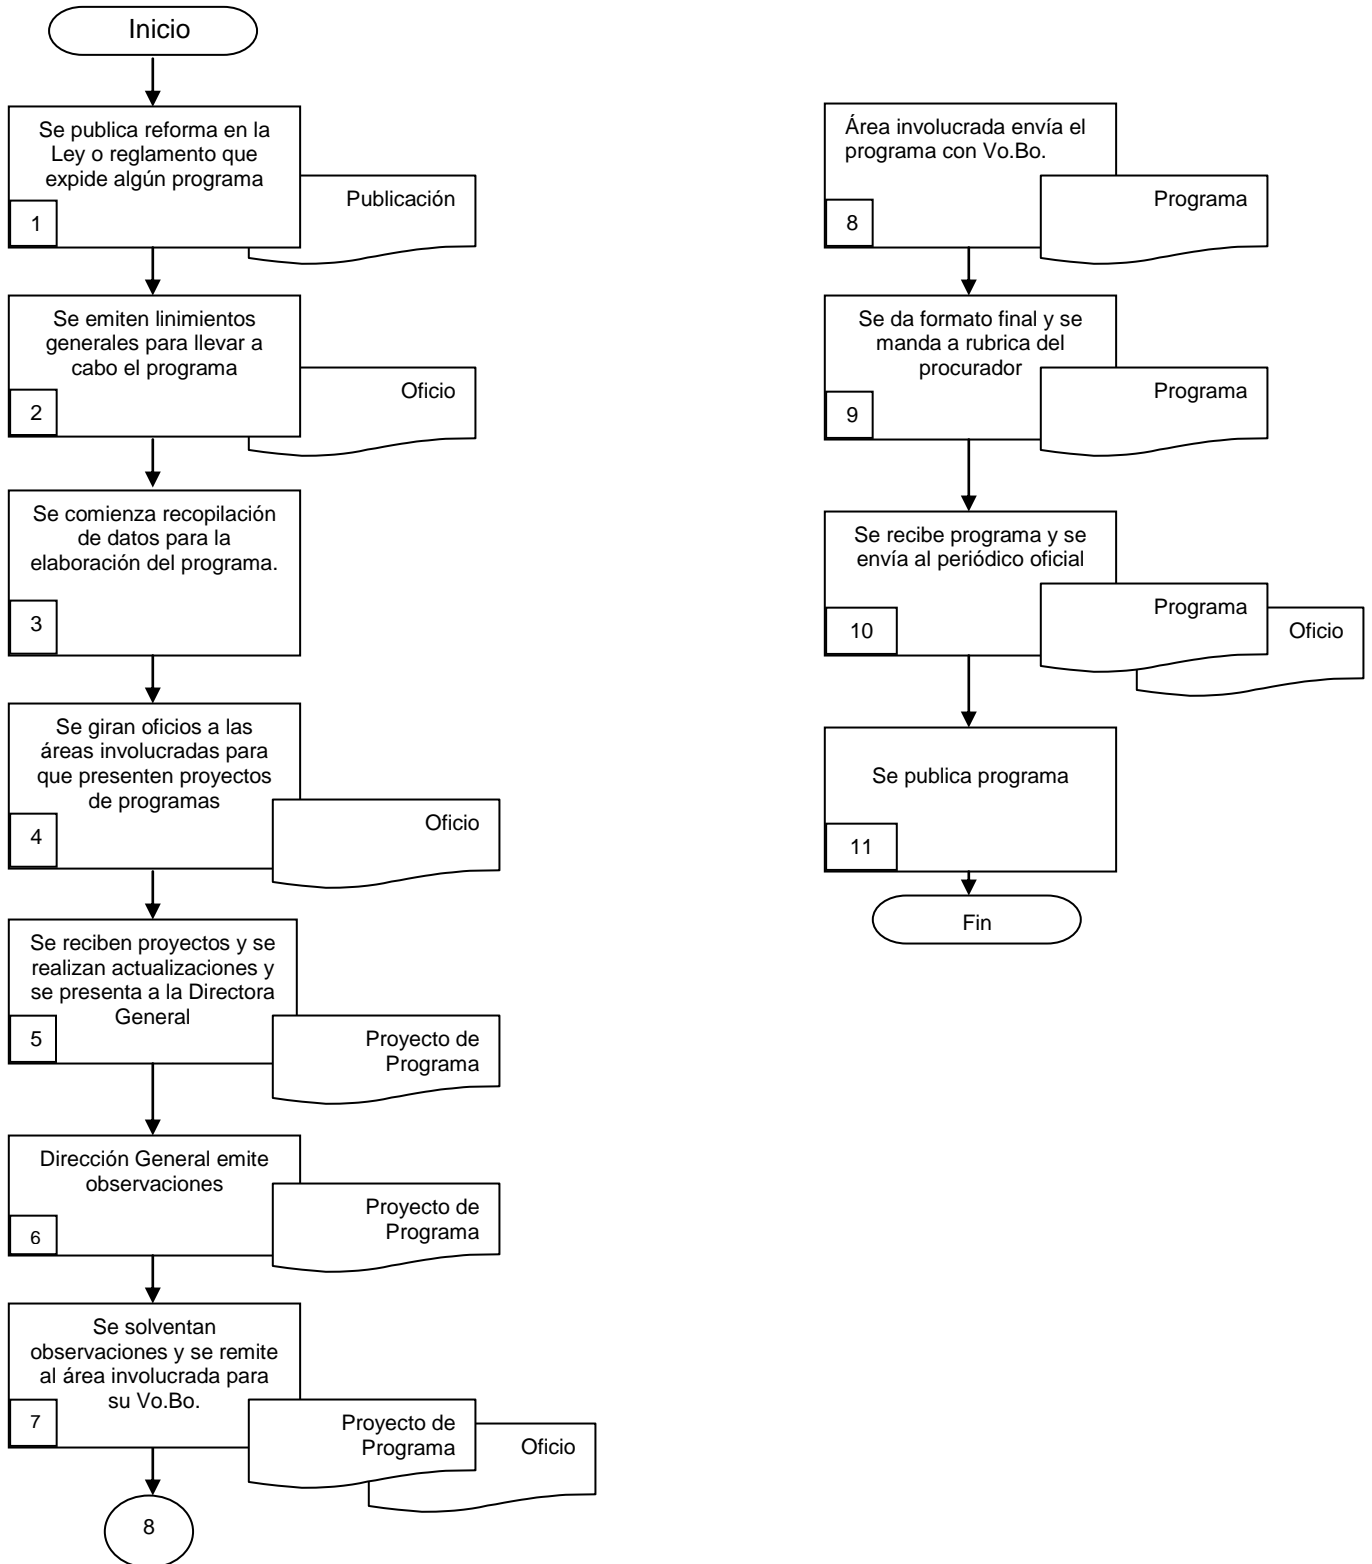 Inicio
Se publica reforma en la
Ley o reglamento que
expide algún programa
Publicación
1
Se emiten linimientos
generales para llevar a
cabo el programa
Oficio
2
Se comienza recopilación
de datos para la
elaboración del programa.
3
Se giran oficios a las
áreas involucradas para
que presenten proyectos
de programas
Oficio
4
Se reciben proyectos y se
realizan actualizaciones y
se presenta a la Directora
General
5
Proyecto de
Programa
Dirección General emite
observaciones
Proyecto de
Programa
6
Se solventan
observaciones y se remite
al área involucrada para
su Vo.Bo.
7
Proyecto de
Programa
Oficio
8
Área involucrada envía el
programa con Vo.Bo.
Programa
8
Se da formato final y se
manda a rubrica del
procurador
Programa
9
Se recibe programa y se
envía al periódico oficial
Programa
10
Oficio
Se publica programa
11
Fin